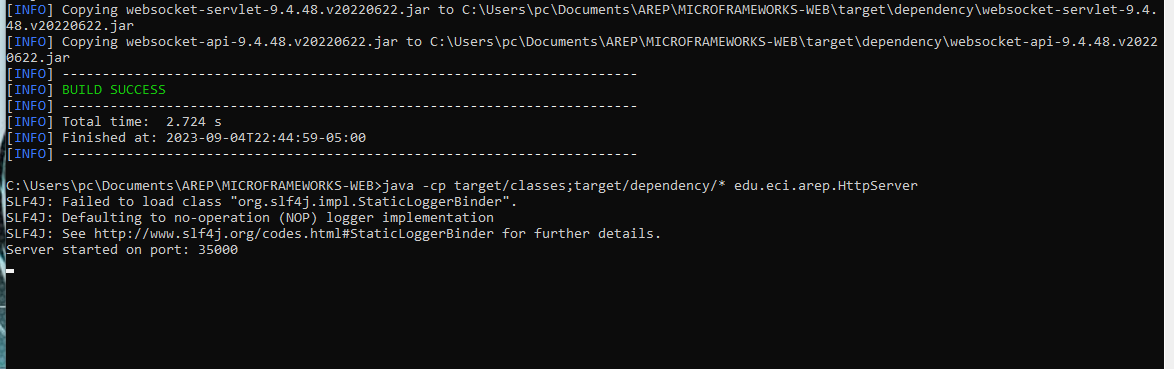 [INFO] Copying websocket-servlet-9.4.48.v20220622.jar to C:\Users\pc\Documents\AREP\MICROFRAMEWORKS-WEB\target\dependency\websocket-servlet-9.4.
48.v20220622.jar
[INFO] Copying websocket-api-9.4.48.v20220622.jar to C:\Users\pc\Documents\AREP\MICROFRAMEWORKS-WEB\target\dependency\websocket-api-9.4.48.v2022
0622.jar
[INFO] ------------------------------------------------------------------------
[INFO] BUILD SUCCESS
[INFO] ------------------------------------------------------------------------
[INFO] Total time:  2.724 s
[INFO] Finished at: 2023-09-04T22:44:59-05:00
[INFO] ------------------------------------------------------------------------
C:\Users\pc\Documents\AREP\MICROFRAMEWORKS-WEB>java -cp target/classes;target/dependency/* edu.eci.arep.HttpServer
SLF4J: Failed to load class "org.slf4j.impl.StaticLoggerBinder".
SLF4J: Defaulting to no-operation (NOP) logger implementation
SLF4J: See http://www.slf4j.org/codes.html#StaticLoggerBinder for further details.
Server started on port: 35000